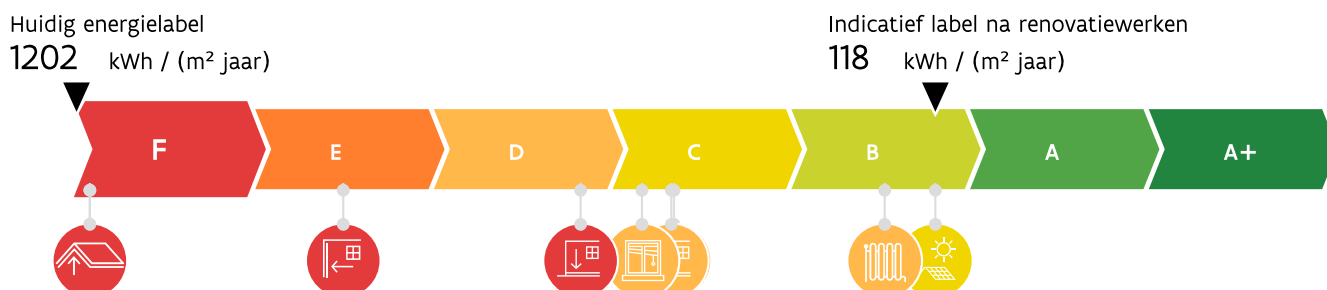 Huidig energielabel
1202 kWh / (m² jaar)
Indicatief label na renovatiewerken
118 kWh / (m² jaar)
F E D C B A A+